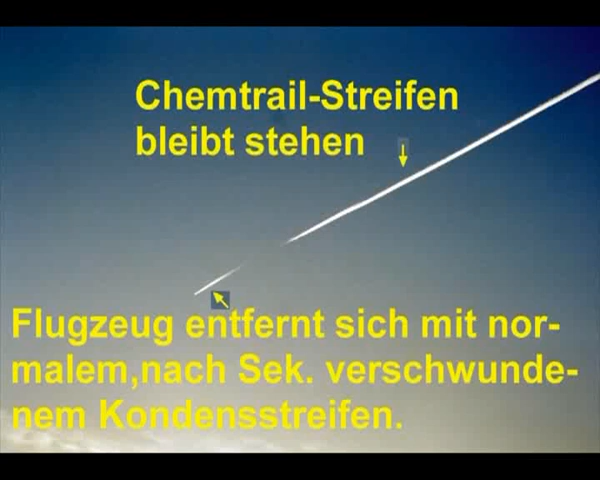 Chemtrail-Streifen
bleibt stehen
Flugzeug entfernt sich mit nor-
malem,nach Sek. verschwunde-
nem Kondensstreifen.